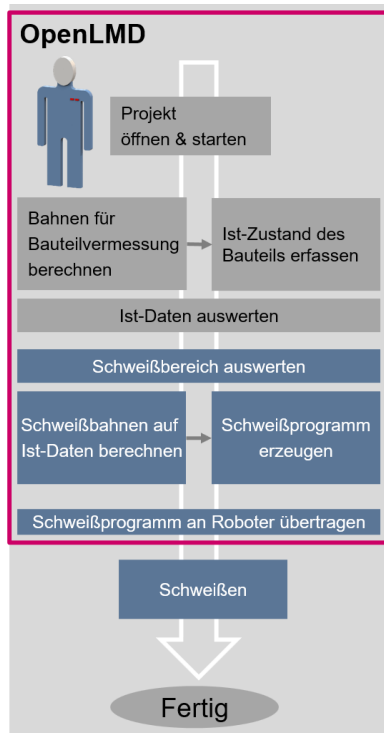 OpenLMD
Projekt
öffnen & starten
Bahnen für
Bauteilvermessung
berechnen
Ist-Zustand des
Bauteils erfassen
Ist-Daten auswerten
Schweißbereich auswerten
Schweißbahnen auf
Ist-Daten berechnen
Schweißprogramm
erzeugen
Schweißprogramm an Roboter übertragen
Schweißen
Fertig